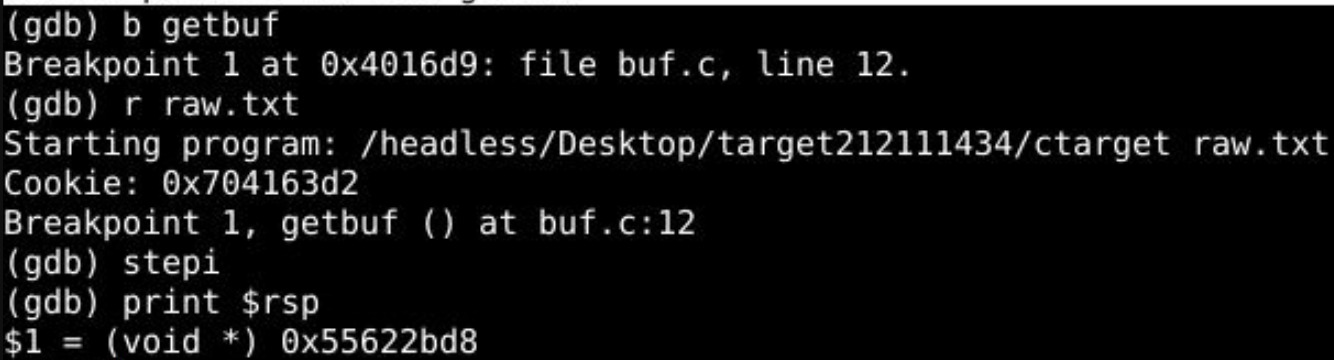 (gdb) b getbuf
Breakpoint 1 at 0x4016d9: file buf.c, line 12.
(gdb) r raw.txt
Starting program: /headless/Desktop/target212111434/ctarget raw.txt
Cookie: 0x704163d2
Breakpoint 1, getbuf () at buf.c:12
(gdb) stepi
(gdb) print $rsp
$1 = (void *) 0x55622bd8